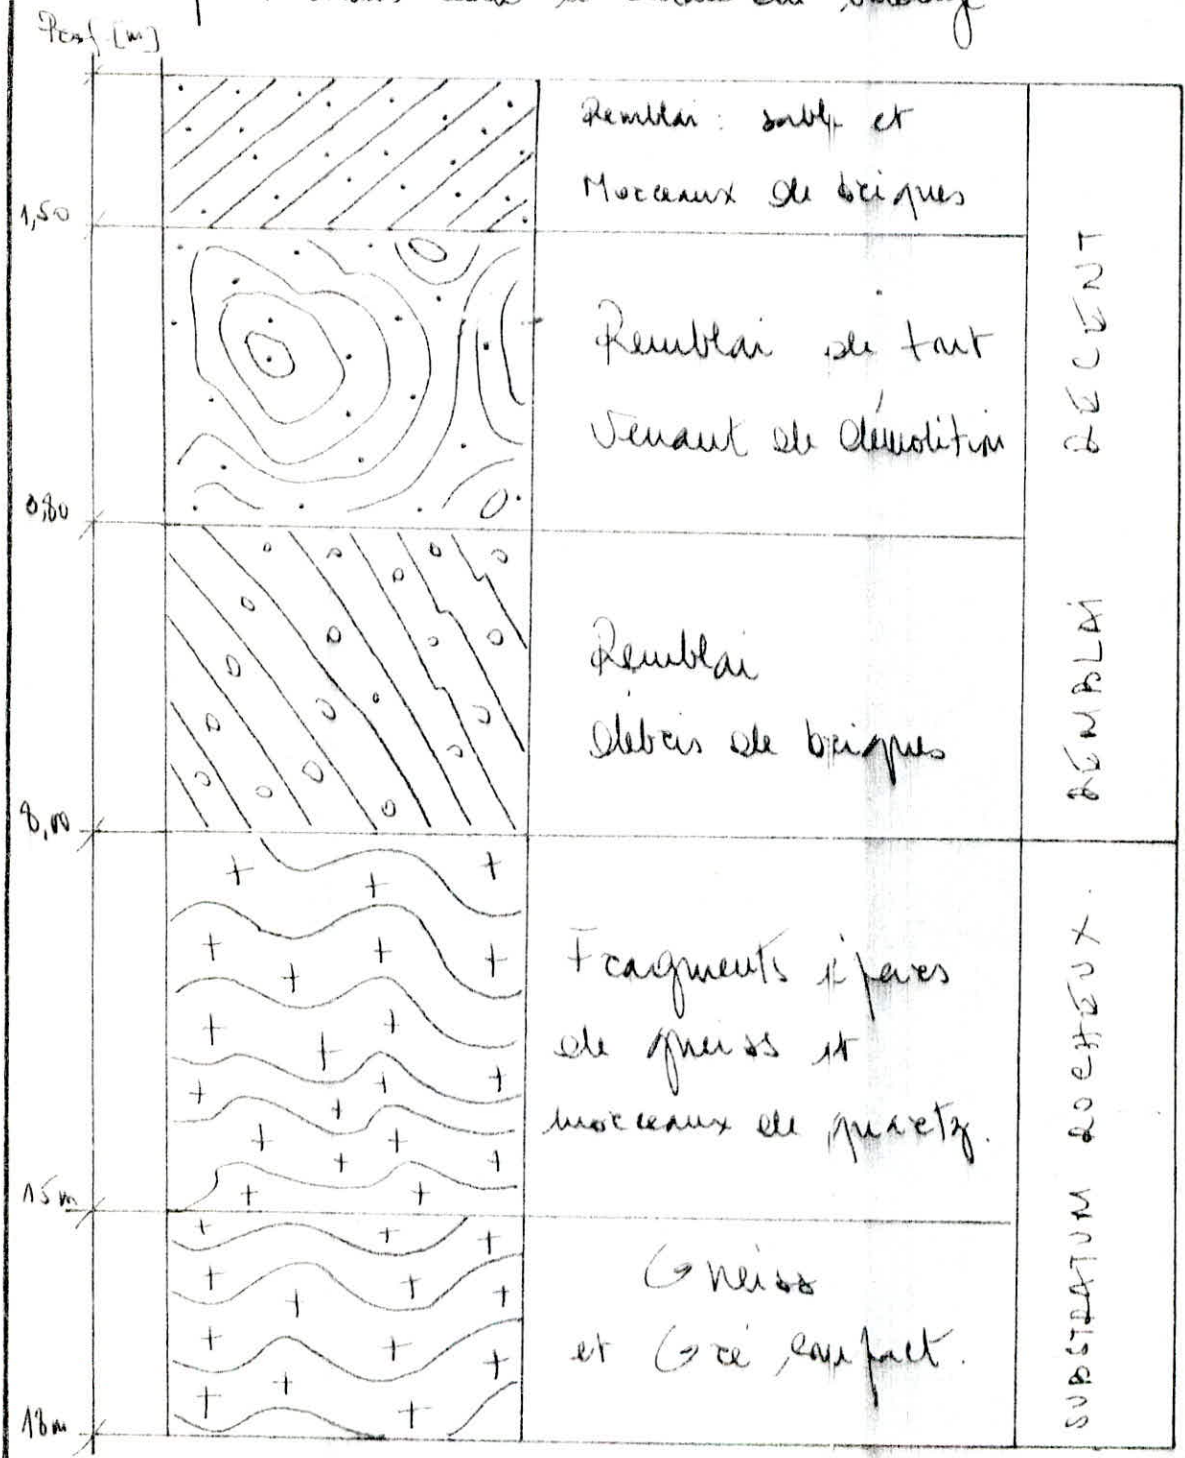 Prof. [m]
Remblai : sable et
Morceaux de briques
1,50
Remblai de tout
Venant de démolition
RECENT
0,80
Remblai
débris de briques
REMBLAI
8,00
Fragments épars
de gneiss et
morceaux de quartz.
15m
Gneiss
et Gré compact.
SUBSTRATUM ROCHEUX.
18m